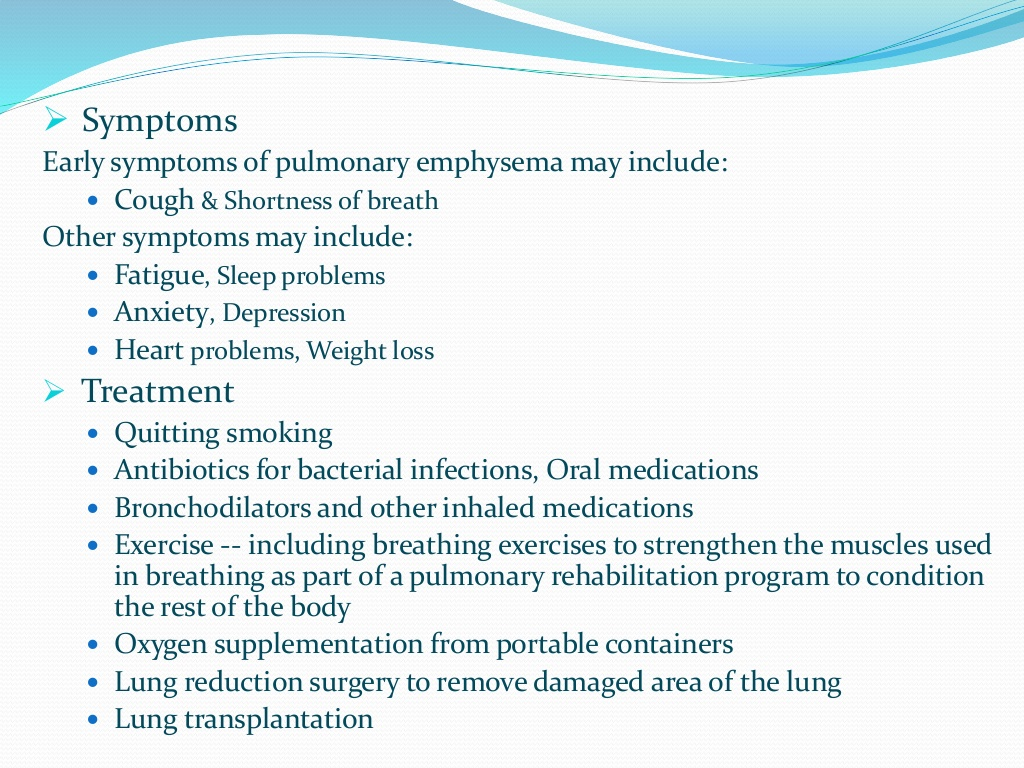 Symptoms
Early symptoms of pulmonary emphysema may include:
Cough & Shortness of breath
Other symptoms may include:
Fatigue, Sleep problems
Anxiety, Depression
Heart problems, Weight loss
Treatment
Quitting smoking
Antibiotics for bacterial infections, Oral medications
Bronchodilators and other inhaled medications
Exercise -- including breathing exercises to strengthen the muscles used
in breathing as part of a pulmonary rehabilitation program to condition
the rest of the body
Oxygen supplementation from portable containers
Lung reduction surgery to remove damaged area of the lung
Lung transplantation